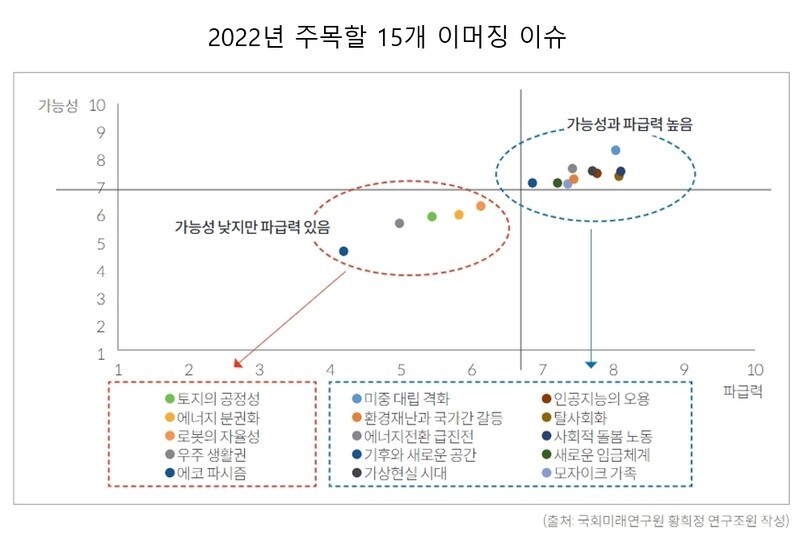 2022년 주목할 15개 이머징 이슈
가능성 10
9
8
7
6
5
4
3
2
1
가능성과 파급력 높음
가능성 낮지만 파급력 있음
1 2 3 4 5 6 7 8 9 10
파급력
토지의 공정성
에너지 분권화
로봇의 자율성
우주 생활권
에코 파시즘
미중 대립 격화
환경재난과 국가간 갈등
에너지전환 급진전
기후와 새로운 공간
가상현실 시대
인공지능의 오용
탈사회화
사회적 돌봄 노동
새로운 임금체계
모자이크 가족
(출처: 국회미래연구원 황희정 연구조원 작성)